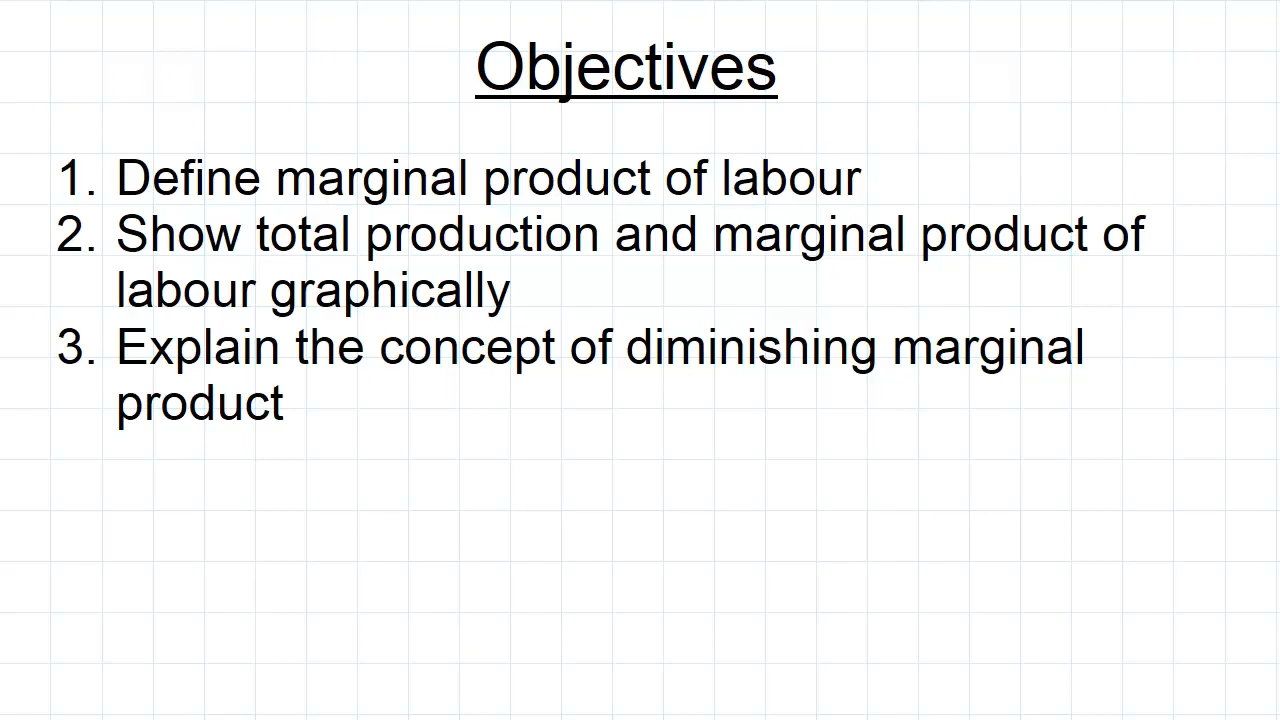 Objectives
1. Define marginal product of labour
2. Show total production and marginal product of
labour graphically
3. Explain the concept of diminishing marginal
product